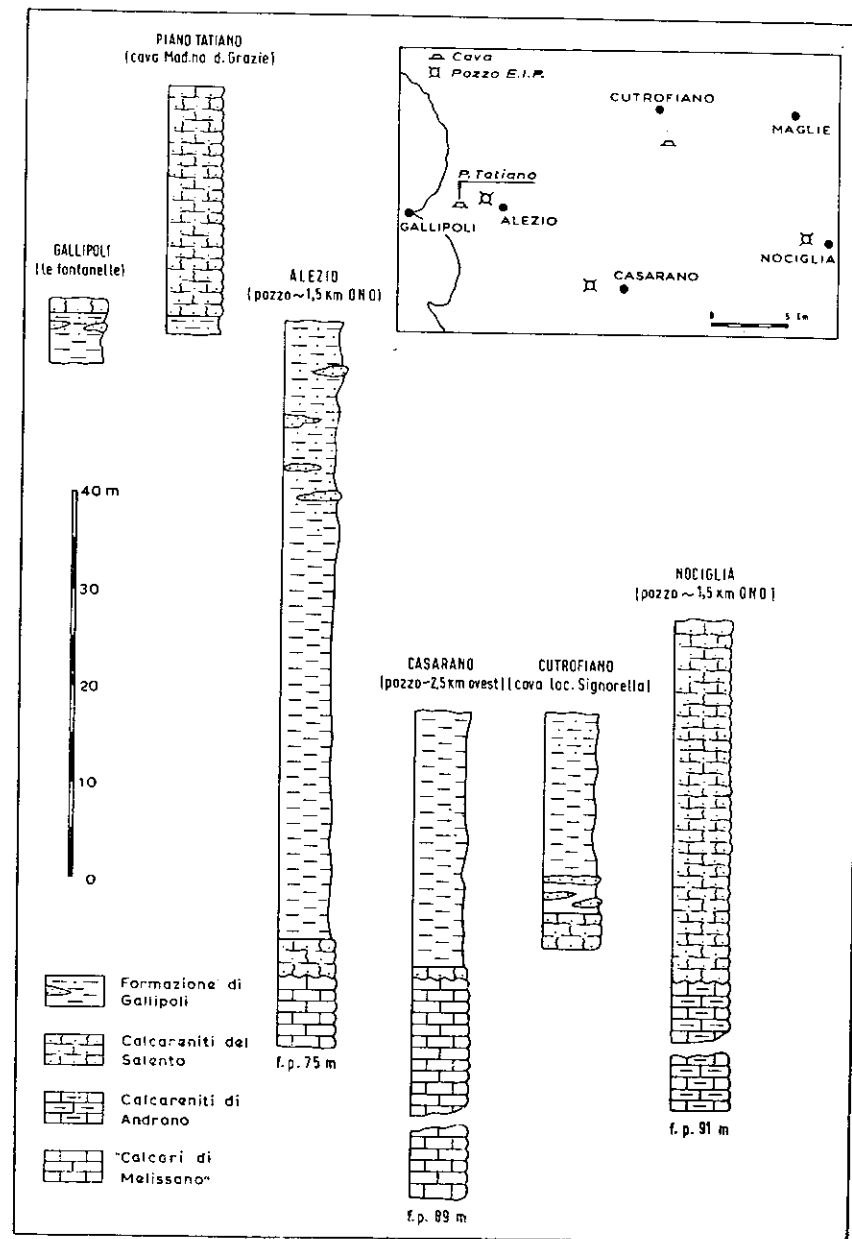 PIANO TATIANO
(cava Mad.na d. Grazie)
Cava
Pozzo E.I.P.
CUTROFIANO
MAGLIE
P. Tatiano
GALLIPOLI
ALEZIO
NOCIGLIA
CASARANO
0 5 Km
GALLIPOLI
(le fontanelle)
ALEZIO
(pozzo ~ 1,5 km ONO)
40 m
30
20
10
0
NOCIGLIA
(pozzo ~ 1,5 km ONO)
CASARANO
(pozzo ~ 2,5 km ovest)
CUTROFIANO
(cava loc. Signorella)
Formazione di
Gallipoli
Calcareniti del
Salento
Calcareniti di
Andrano
"Calcari di
Melissano"
f.p. 75 m
f.p. 89 m
f.p. 91 m